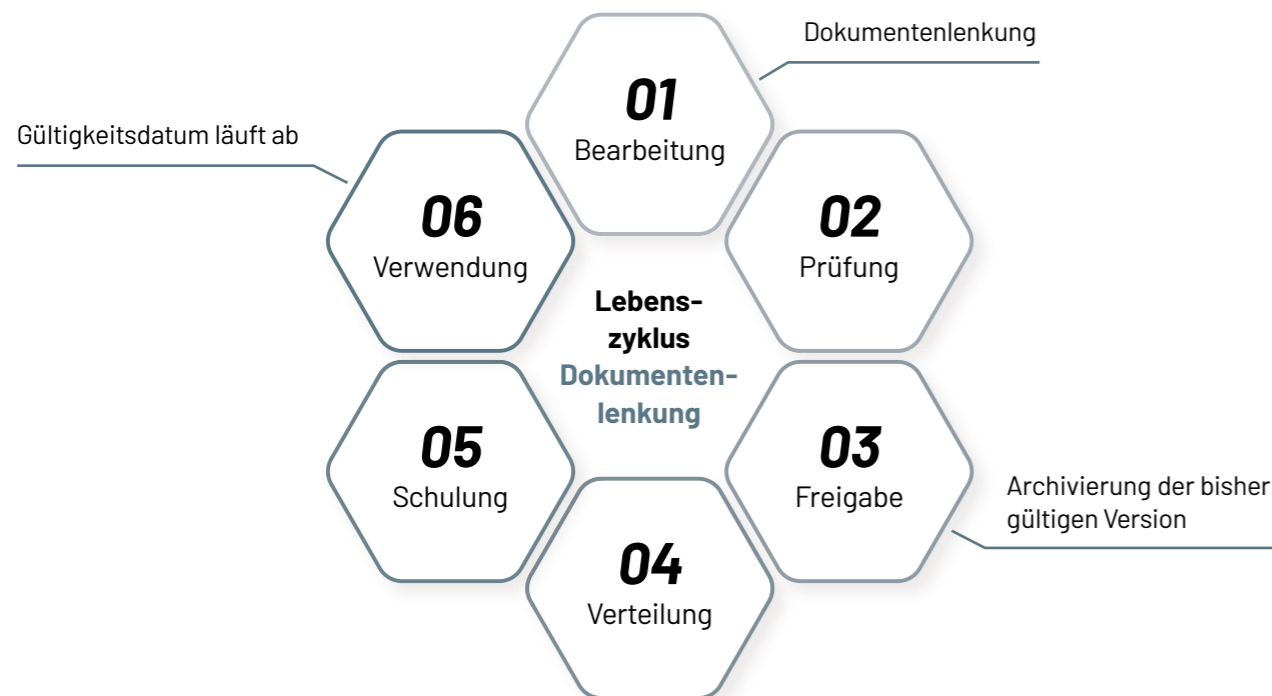 Dokumentenlenkung
01
Bearbeitung
Gültigkeitsdatum läuft ab
06
Verwendung
02
Prüfung
Lebens-
zyklus
Dokumenten-
lenkung
05
Schulung
03
Freigabe
Archivierung der bisher
gültigen Version
04
Verteilung